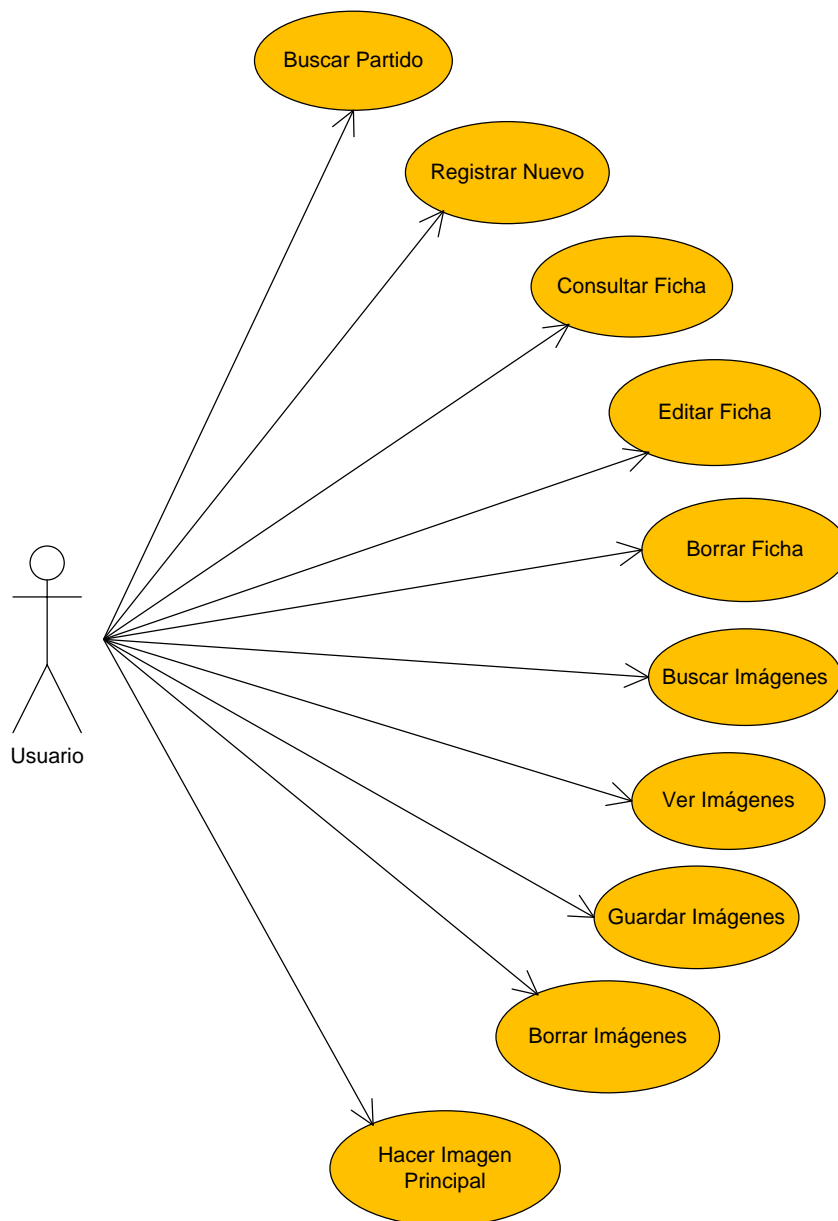 Buscar Partido
Registrar Nuevo
Consultar Ficha
Editar Ficha
Borrar Ficha
Buscar Imágenes
Usuario
Ver Imágenes
Guardar Imágenes
Borrar Imágenes
Hacer Imagen
Principal